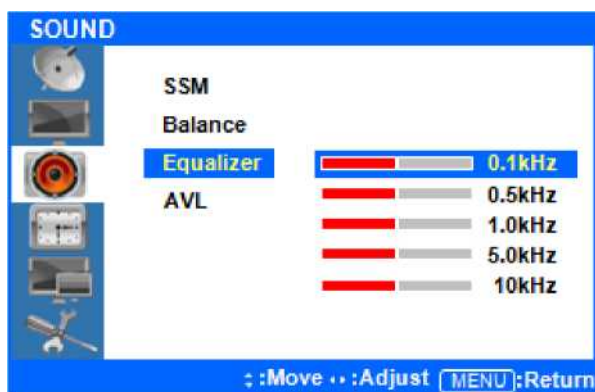 SOUND
SSM
Balance
Equalizer 0.1kHz
AVL 0.5kHz
1.0kHz
5.0kHz
10kHz
:Move :Adjust MENU:Return